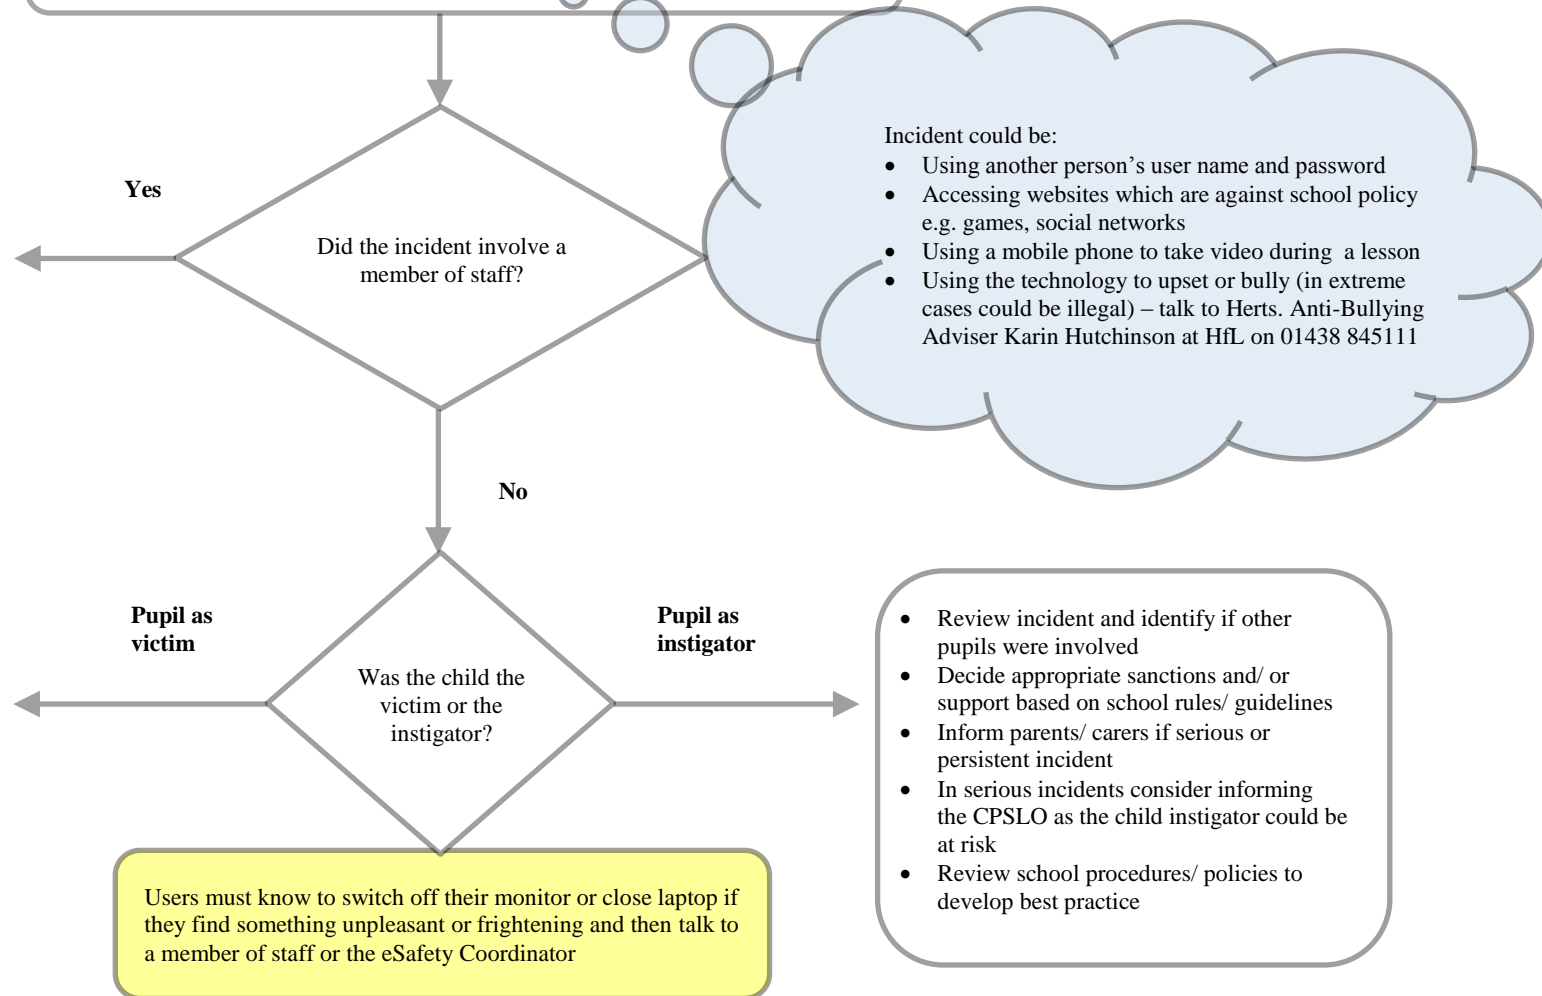 Incident could be:
• Using another person’s user name and password
• Accessing websites which are against school policy
e.g. games, social networks
• Using a mobile phone to take video during  a lesson
• Using the technology to upset or bully (in extreme
cases could be illegal) – talk to Herts. Anti-Bullying
Adviser Karin Hutchinson at HfL on 01438 845111
Yes
Did the incident involve a
member of staff?
No
Pupil as
victim
Was the child the
victim or the
instigator?
Pupil as
instigator
• Review incident and identify if other
pupils were involved
• Decide appropriate sanctions and/ or
support based on school rules/ guidelines
• Inform parents/ carers if serious or
persistent incident
• In serious incidents consider informing
the CPSLO as the child instigator could be
at risk
• Review school procedures/ policies to
develop best practice
Users must know to switch off their monitor or close laptop if
they find something unpleasant or frightening and then talk to
a member of staff or the eSafety Coordinator